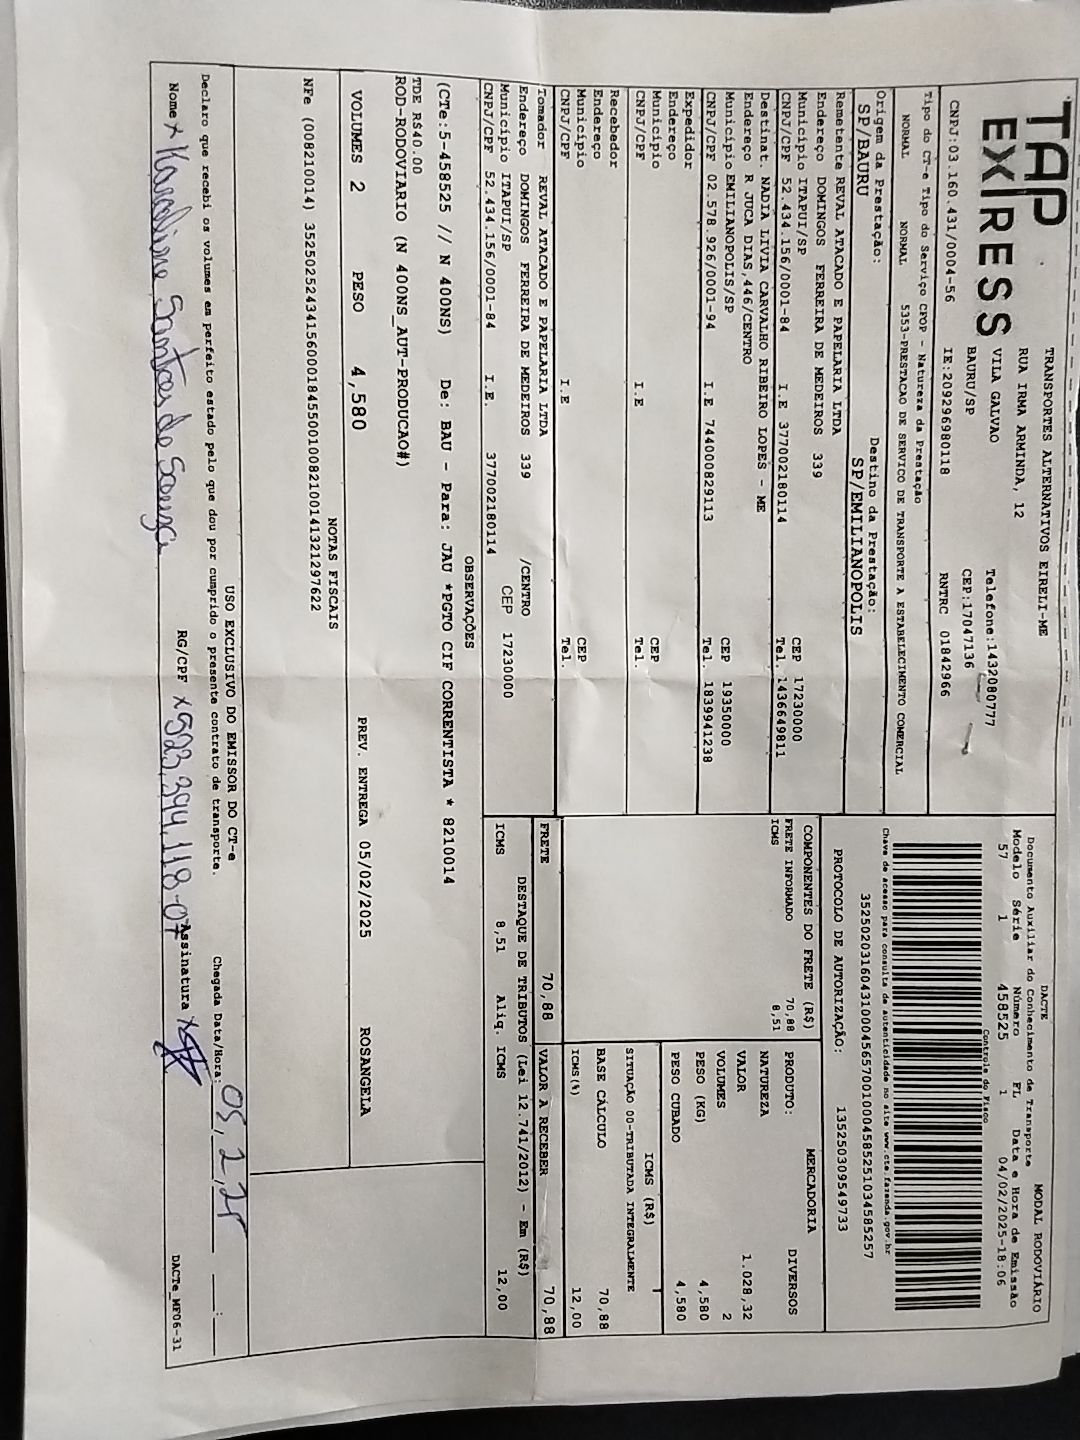 TAP
EXPRESS
TRANSPORTES ALTERNATIVOS EIRELI-ME
RUA IRMA ARMINDA, 12
VILA GALVAO Telefone:1432080777
BAURU/SP CEP:17047136
CNPJ:03.160.431/0004-56 IE:209296980118 RNTRC 01842966
Tipo do CT-e Tipo do Serviço CFOP - Natureza da Prestação
NORMAL NORMAL 5353-PRESTACAO DE SERVICO DE TRANSPORTE A ESTABELECIMENTO COMERCIAL
Origem da Prestação: Destino da Prestação:
SP/BAURU SP/EMILIANOPOLIS
Remetente REVAL ATACADO E PAPELARIA LTDA
Endereço DOMINGOS FERREIRA DE MEDEIROS 339
Município ITAPUI/SP CEP 17230000
CNPJ/CPF 52.434.156/0001-84 I.E 377002180114 Tel. 1436649811
Destinat. NADIA LIVIA CARVALHO RIBEIRO LOPES - ME
Endereço R JUCA DIAS,446/CENTRO
Município EMILIANOPOLIS/SP CEP 19350000
CNPJ/CPF 02.578.926/0001-94 I.E 744000829113 Tel. 1839941238
Expedidor
Endereço
Município CEP
CNPJ/CPF I.E Tel.
Recebedor
Endereço
Município CEP
CNPJ/CPF I.E Tel.
Tomador REVAL ATACADO E PAPELARIA LTDA
Endereço DOMINGOS FERREIRA DE MEDEIROS 339 /CENTRO
Município ITAPUI/SP CEP 17230000
CNPJ/CPF 52.434.156/0001-84 I.E. 377002180114
DACTE MODAL RODOVIÁRIO
Documento Auxiliar do Conhecimento de Transporte
Modelo Série Número FL Data e Hora de Emissão
57 1 458525 1 04/02/2025-18:06
Controle do Fisco
Chave de acesso para consulta de autenticidade no site www.cte.fazenda.gov.br
35250203160431000456570010004585251034585257
PROTOCOLO DE AUTORIZAÇÃO: 135250309549733
COMPONENTES DO FRETE (R$)
FRETE INFORMADO 70,88
ICMS 8,51
MERCADORIA
PRODUTO: DIVERSOS
NATUREZA
VALOR 1.028,32
VOLUMES 2
PESO (KG) 4,580
PESO CUBADO 4,580
ICMS (R$)
SITUAÇÃO 00-TRIBUTADA INTEGRALMENTE
BASE CÁLCULO 70,88
ICMS(%) 12,00
FRETE 70,88 VALOR A RECEBER 70,88
DESTAQUE DE TRIBUTOS (Lei 12.741/2012) - Em (R$)
ICMS 8,51 Aliq. ICMS 12,00
OBSERVAÇÕES
(CTe:5-458525 // N 400NS) De: BAU - Para: JAU *PGTO CIF CORRENTISTA * 8210014
TDE R$40.00
ROD-RODOVIARIO (N 400NS_AUT-PRODUCAO#)
VOLUMES 2 PESO 4,580 PREV. ENTREGA 05/02/2025 ROSANGELA
NOTAS FISCAIS
NFe (008210014) 35250252434156000184550010082100141321297622
USO EXCLUSIVO DO EMISSOR DO CT-e
Declaro que recebi os volumes em perfeito estado pelo que dou por cumprido o presente contrato de transporte. Chegada Data/Hora: 05, 2, 25 __:__
Nome x Karoline Santos de Souza RG/CPF x 523.394.118-07 Assinatura x DACTe_MF06-31